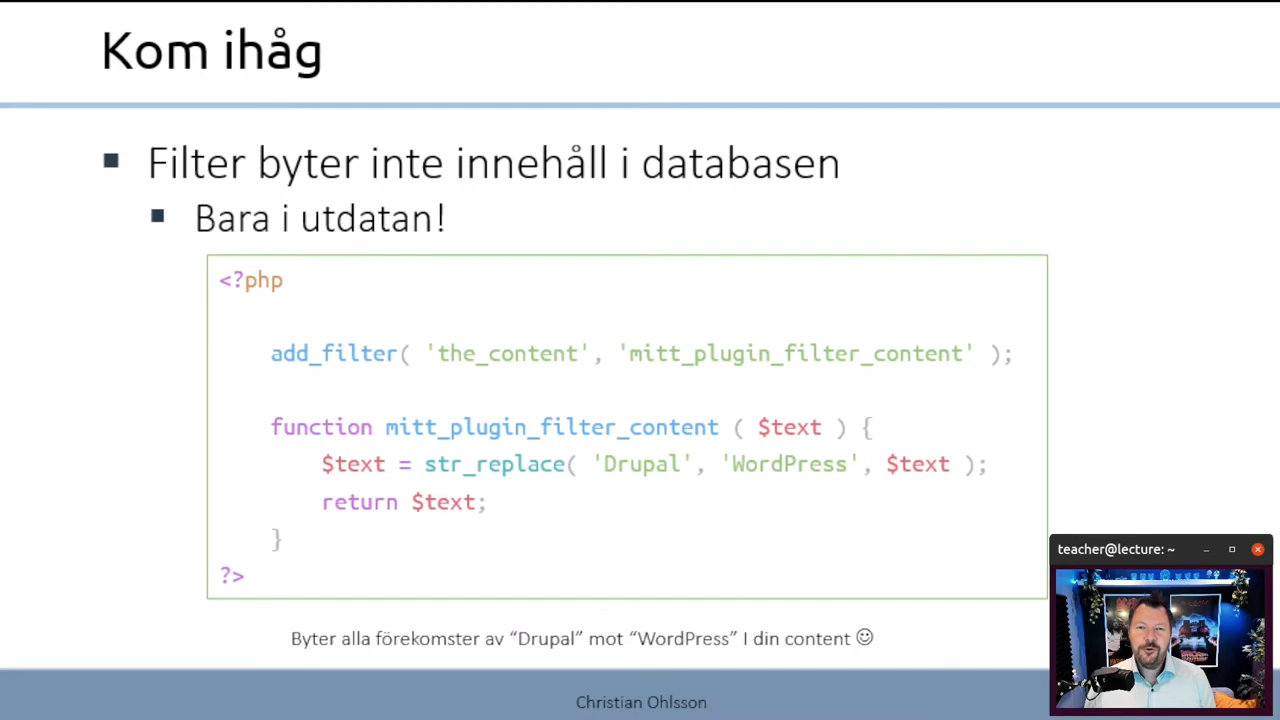 Kom ihåg
Filter byter inte innehåll i databasen
Bara i utdatan!
<?php
add_filter( 'the_content', 'mitt_plugin_filter_content' );
function mitt_plugin_filter_content ( $text ) {
$text = str_replace( 'Drupal', 'WordPress', $text );
return $text;
}
?>
Byter alla förekomster av “Drupal” mot “WordPress” I din content ☺
teacher@lecture: ~
Christian Ohlsson